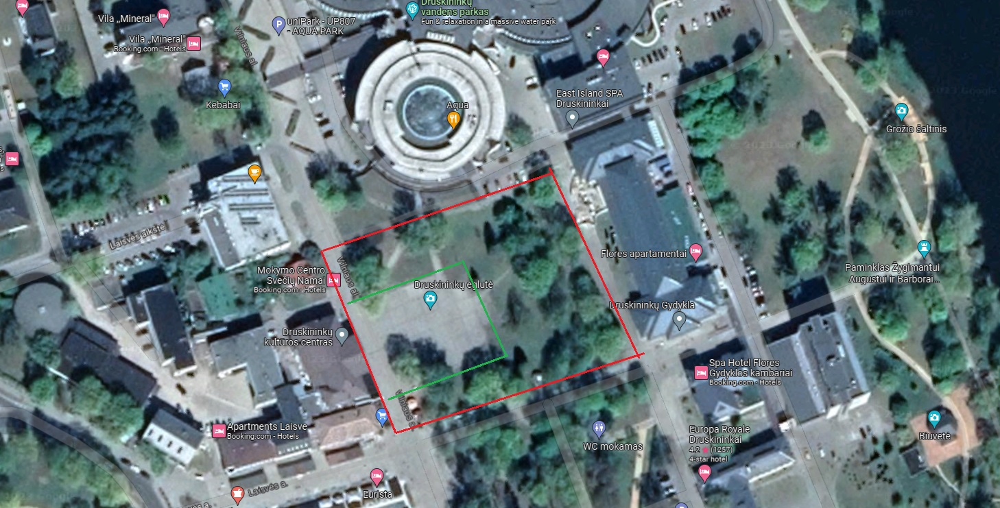 Druskininkų
vandens parkas
Fun & relaxation in a massive water park
Vila „Mineral"
uniPark - UP807
- AQUA PARK
Vila „Mineral"
Booking.com - Hotels
Vilniaus al.
Kebabai
Aqua
East Island SPA
Druskininkai
Grožio šaltinis
Laisvės aikštė
Vilniaus al.
Mokymo Centro
Svečių Namai
Booking.com - Hotels
Druskininkų eglutė
Flores apartamentai
Paminklas Žygimantui
Augustui ir Barborai...
Druskininkų Gydykla
Druskininkų
kultūros centras
Spa Hotel Flores
Gydyklos kambariai
Booking.com - Hotels
Vilniaus a.
Apartments Laisve
Booking.com - Hotels
WC mokamas
Europa Royale
Druskininkai
4.2 ★ (1257)
4-star hotel
Biuvetė
Eurista
Laisvės a.